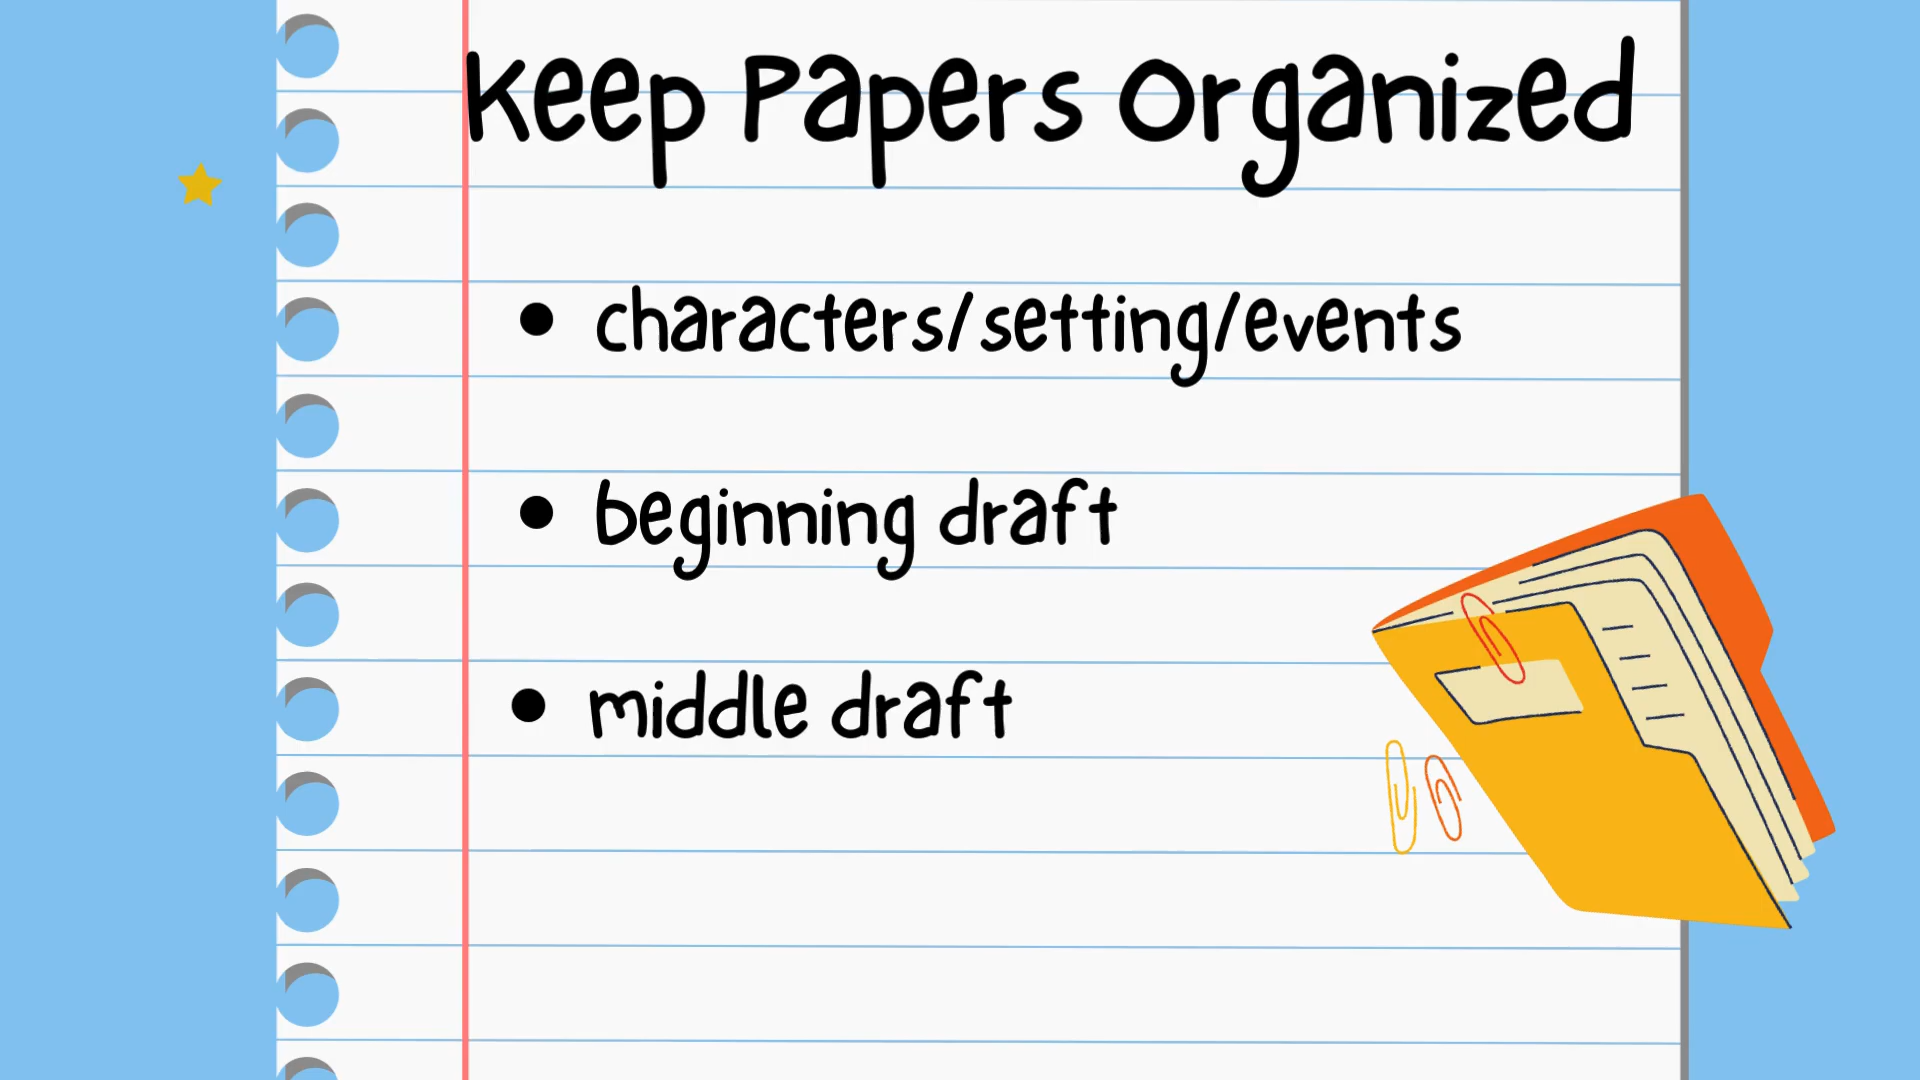 Keep Papers Organized
• characters/setting/events
• beginning draft
• middle draft